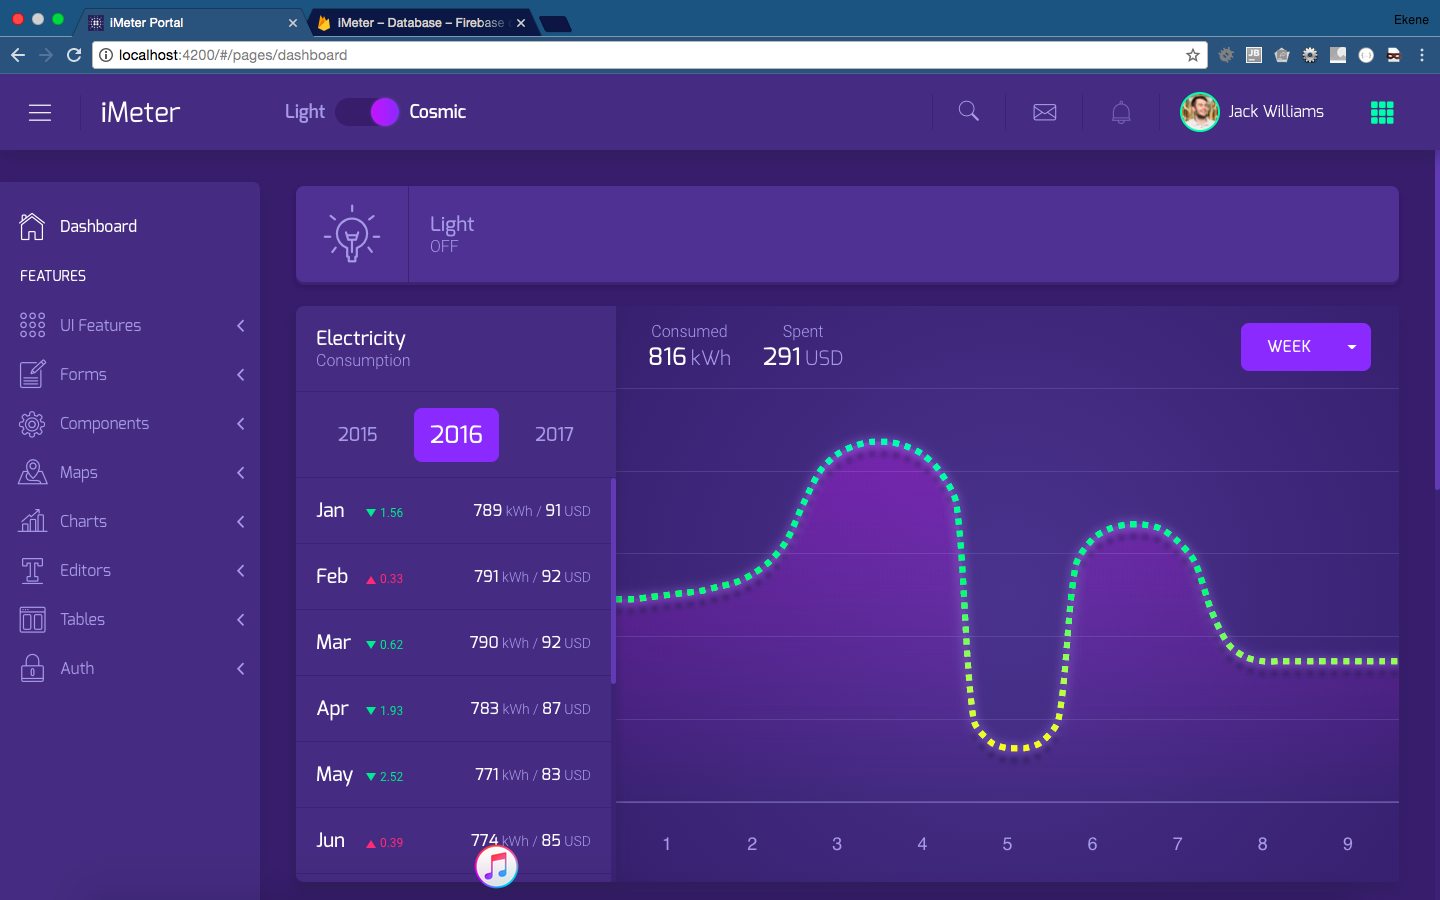 iMeter Portal
iMeter – Database – Firebase
Ekene
localhost:4200/#/pages/dashboard
JB
iMeter
Light
Cosmic
Jack Williams
Dashboard
FEATURES
UI Features
Forms
Components
Maps
Charts
Editors
Tables
Auth
Light
OFF
Electricity
Consumption
2015 2016 2017
Jan 1.56 789 kWh / 91 USD
Feb 0.33 791 kWh / 92 USD
Mar 0.62 790 kWh / 92 USD
Apr 1.93 783 kWh / 87 USD
May 2.52 771 kWh / 83 USD
Jun 0.39 774 kWh / 85 USD
Consumed Spent
816 kWh 291 USD
WEEK
1 2 3 4 5 6 7 8 9